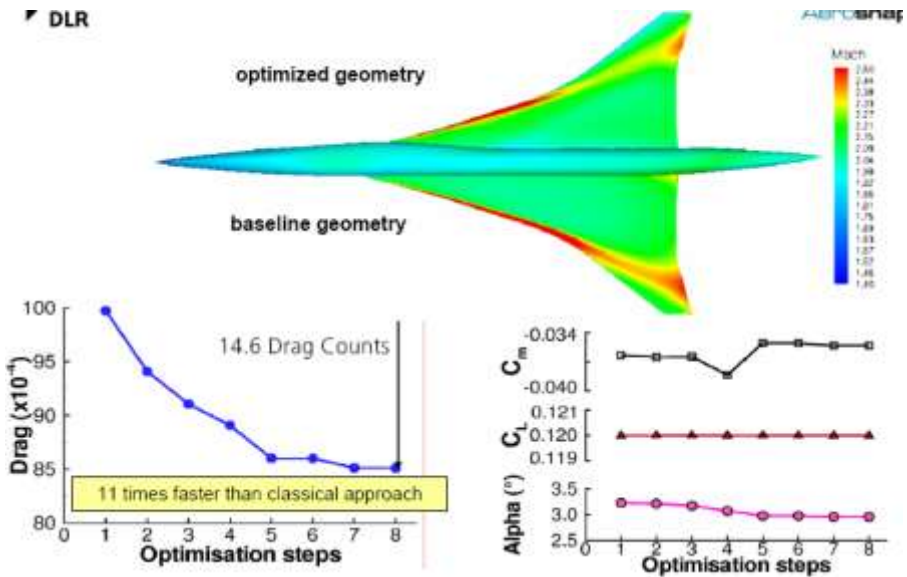 DLR
optimized geometry
baseline geometry
Mach
100
95
90
85
80
Drag (x10⁻⁴)
14.6 Drag Counts
11 times faster than classical approach
0 1 2 3 4 5 6 7 8
Optimisation steps
-0.034
-0.040
Cₘ
0.121
0.120
0.119
C_L
3.5
3.0
2.5
Alpha (°)
0 1 2 3 4 5 6 7 8
Optimisation steps